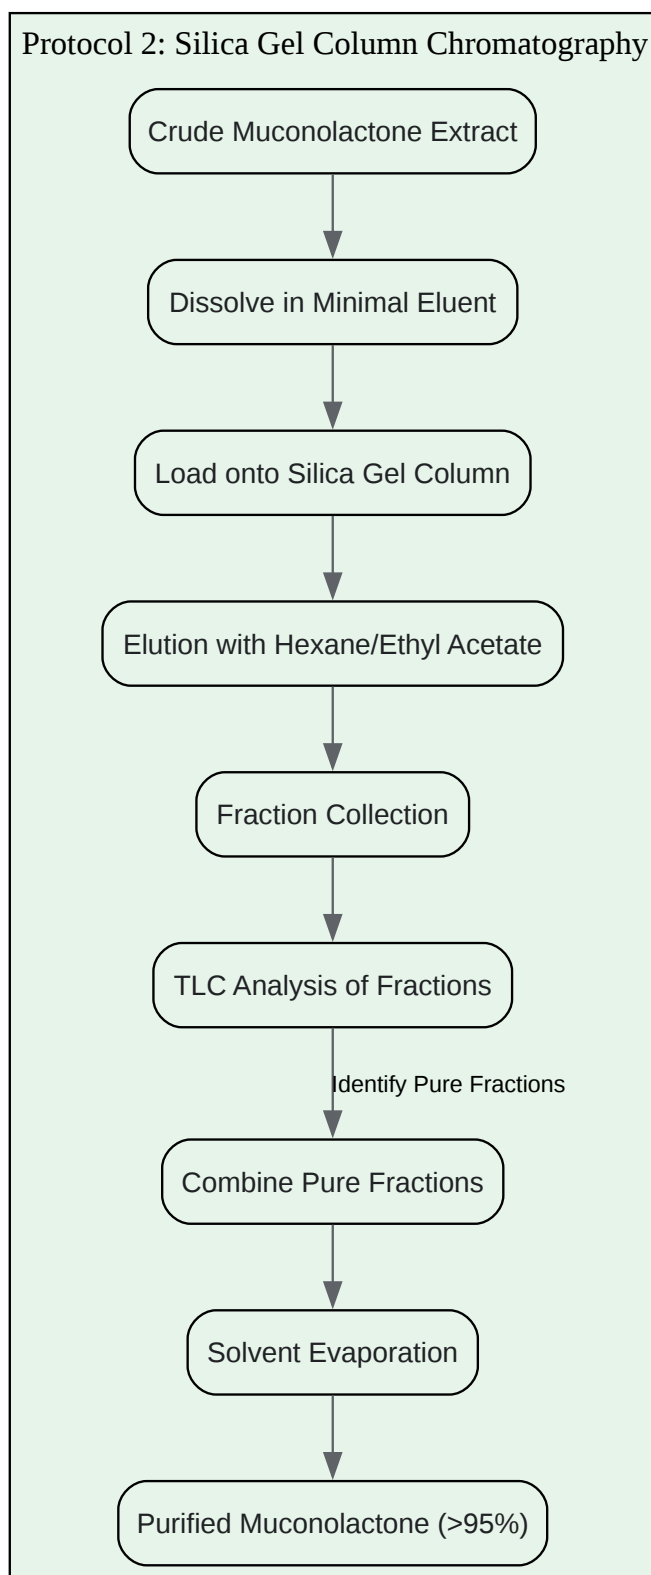 Protocol 2: Silica Gel Column Chromatography
Crude Muconolactone Extract
Dissolve in Minimal Eluent
Load onto Silica Gel Column
Elution with Hexane/Ethyl Acetate
Fraction Collection
TLC Analysis of Fractions
Identify Pure Fractions
Combine Pure Fractions
Solvent Evaporation
Purified Muconolactone (>95%)